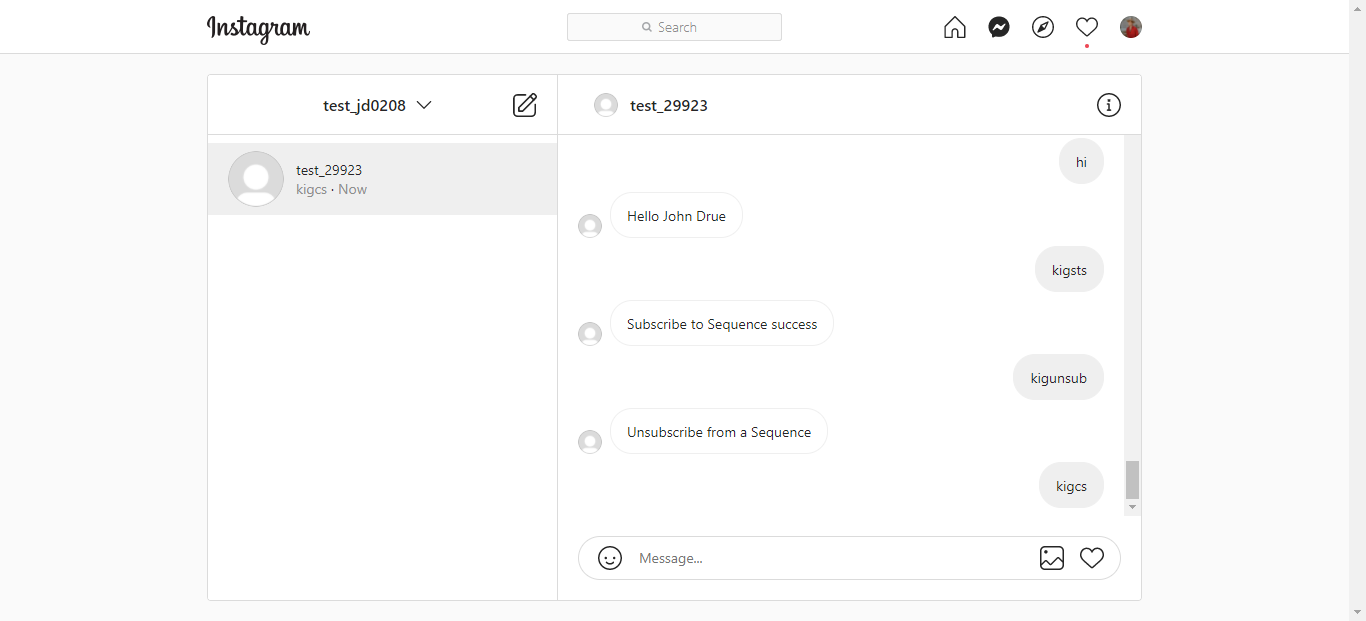 Instagram
Search
test_jd0208
test_29923
test_29923
kigcs · Now
hi
Hello John Drue
kigsts
Subscribe to Sequence success
kigunsub
Unsubscribe from a Sequence
kigcs
Message...